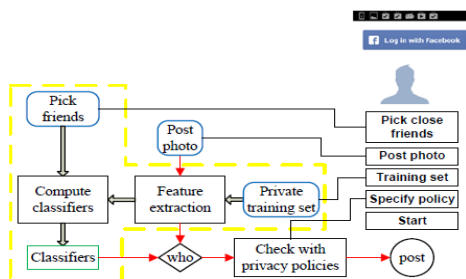 Log in with Facebook
Pick
friends
Post
photo
Pick close
friends
Post photo
Training set
Specify policy
Start
Compute
classifiers
Feature
extraction
Private
training set
Classifiers
who
Check with
privacy policies
post